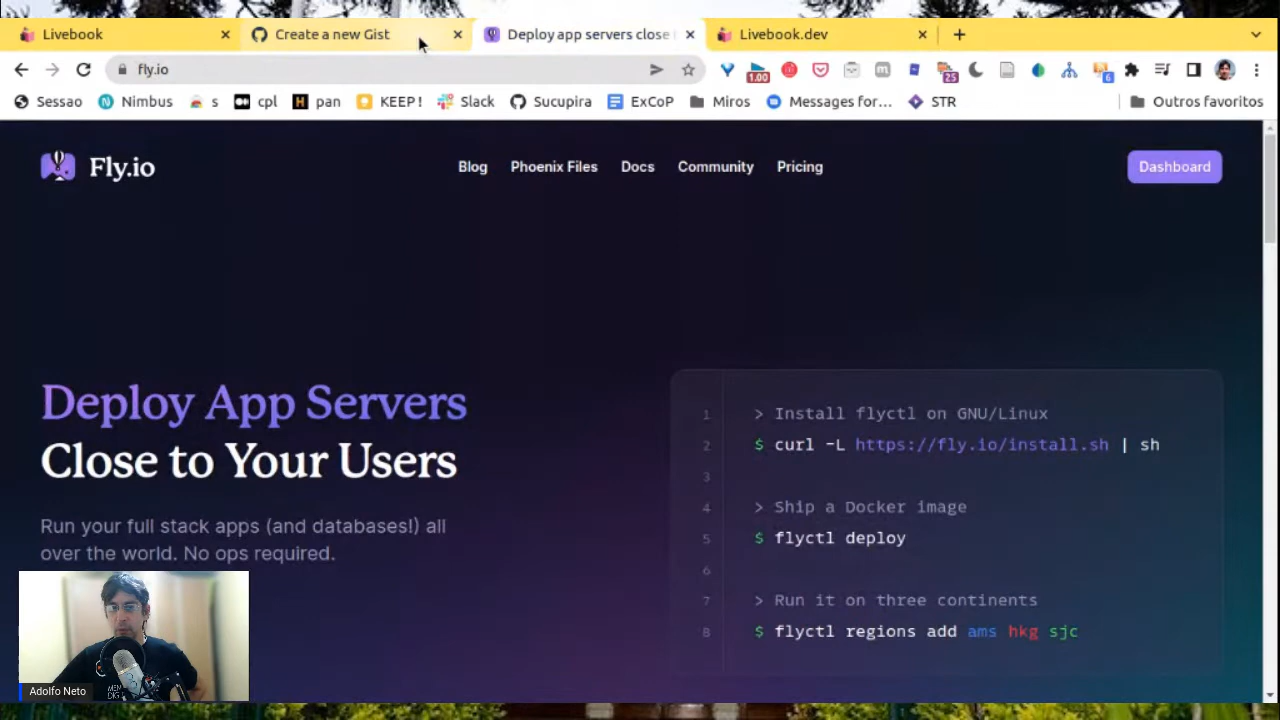 Livebook
Create a new Gist
Deploy app servers close
Livebook.dev
fly.io
1.00
25
6
Sessao
Nimbus
s
cpl
pan
KEEP!
Slack
Sucupira
ExCoP
Miros
Messages for...
STR
Outros favoritos
Fly.io
Blog
Phoenix Files
Docs
Community
Pricing
Dashboard
Deploy App Servers
Close to Your Users
Run your full stack apps (and databases!) all
over the world. No ops required.
1 > Install flyctl on GNU/Linux
2 $ curl -L https://fly.io/install.sh | sh
3
4 > Ship a Docker image
5 $ flyctl deploy
6
7 > Run it on three continents
8 $ flyctl regions add ams hkg sjc
Adolfo Neto